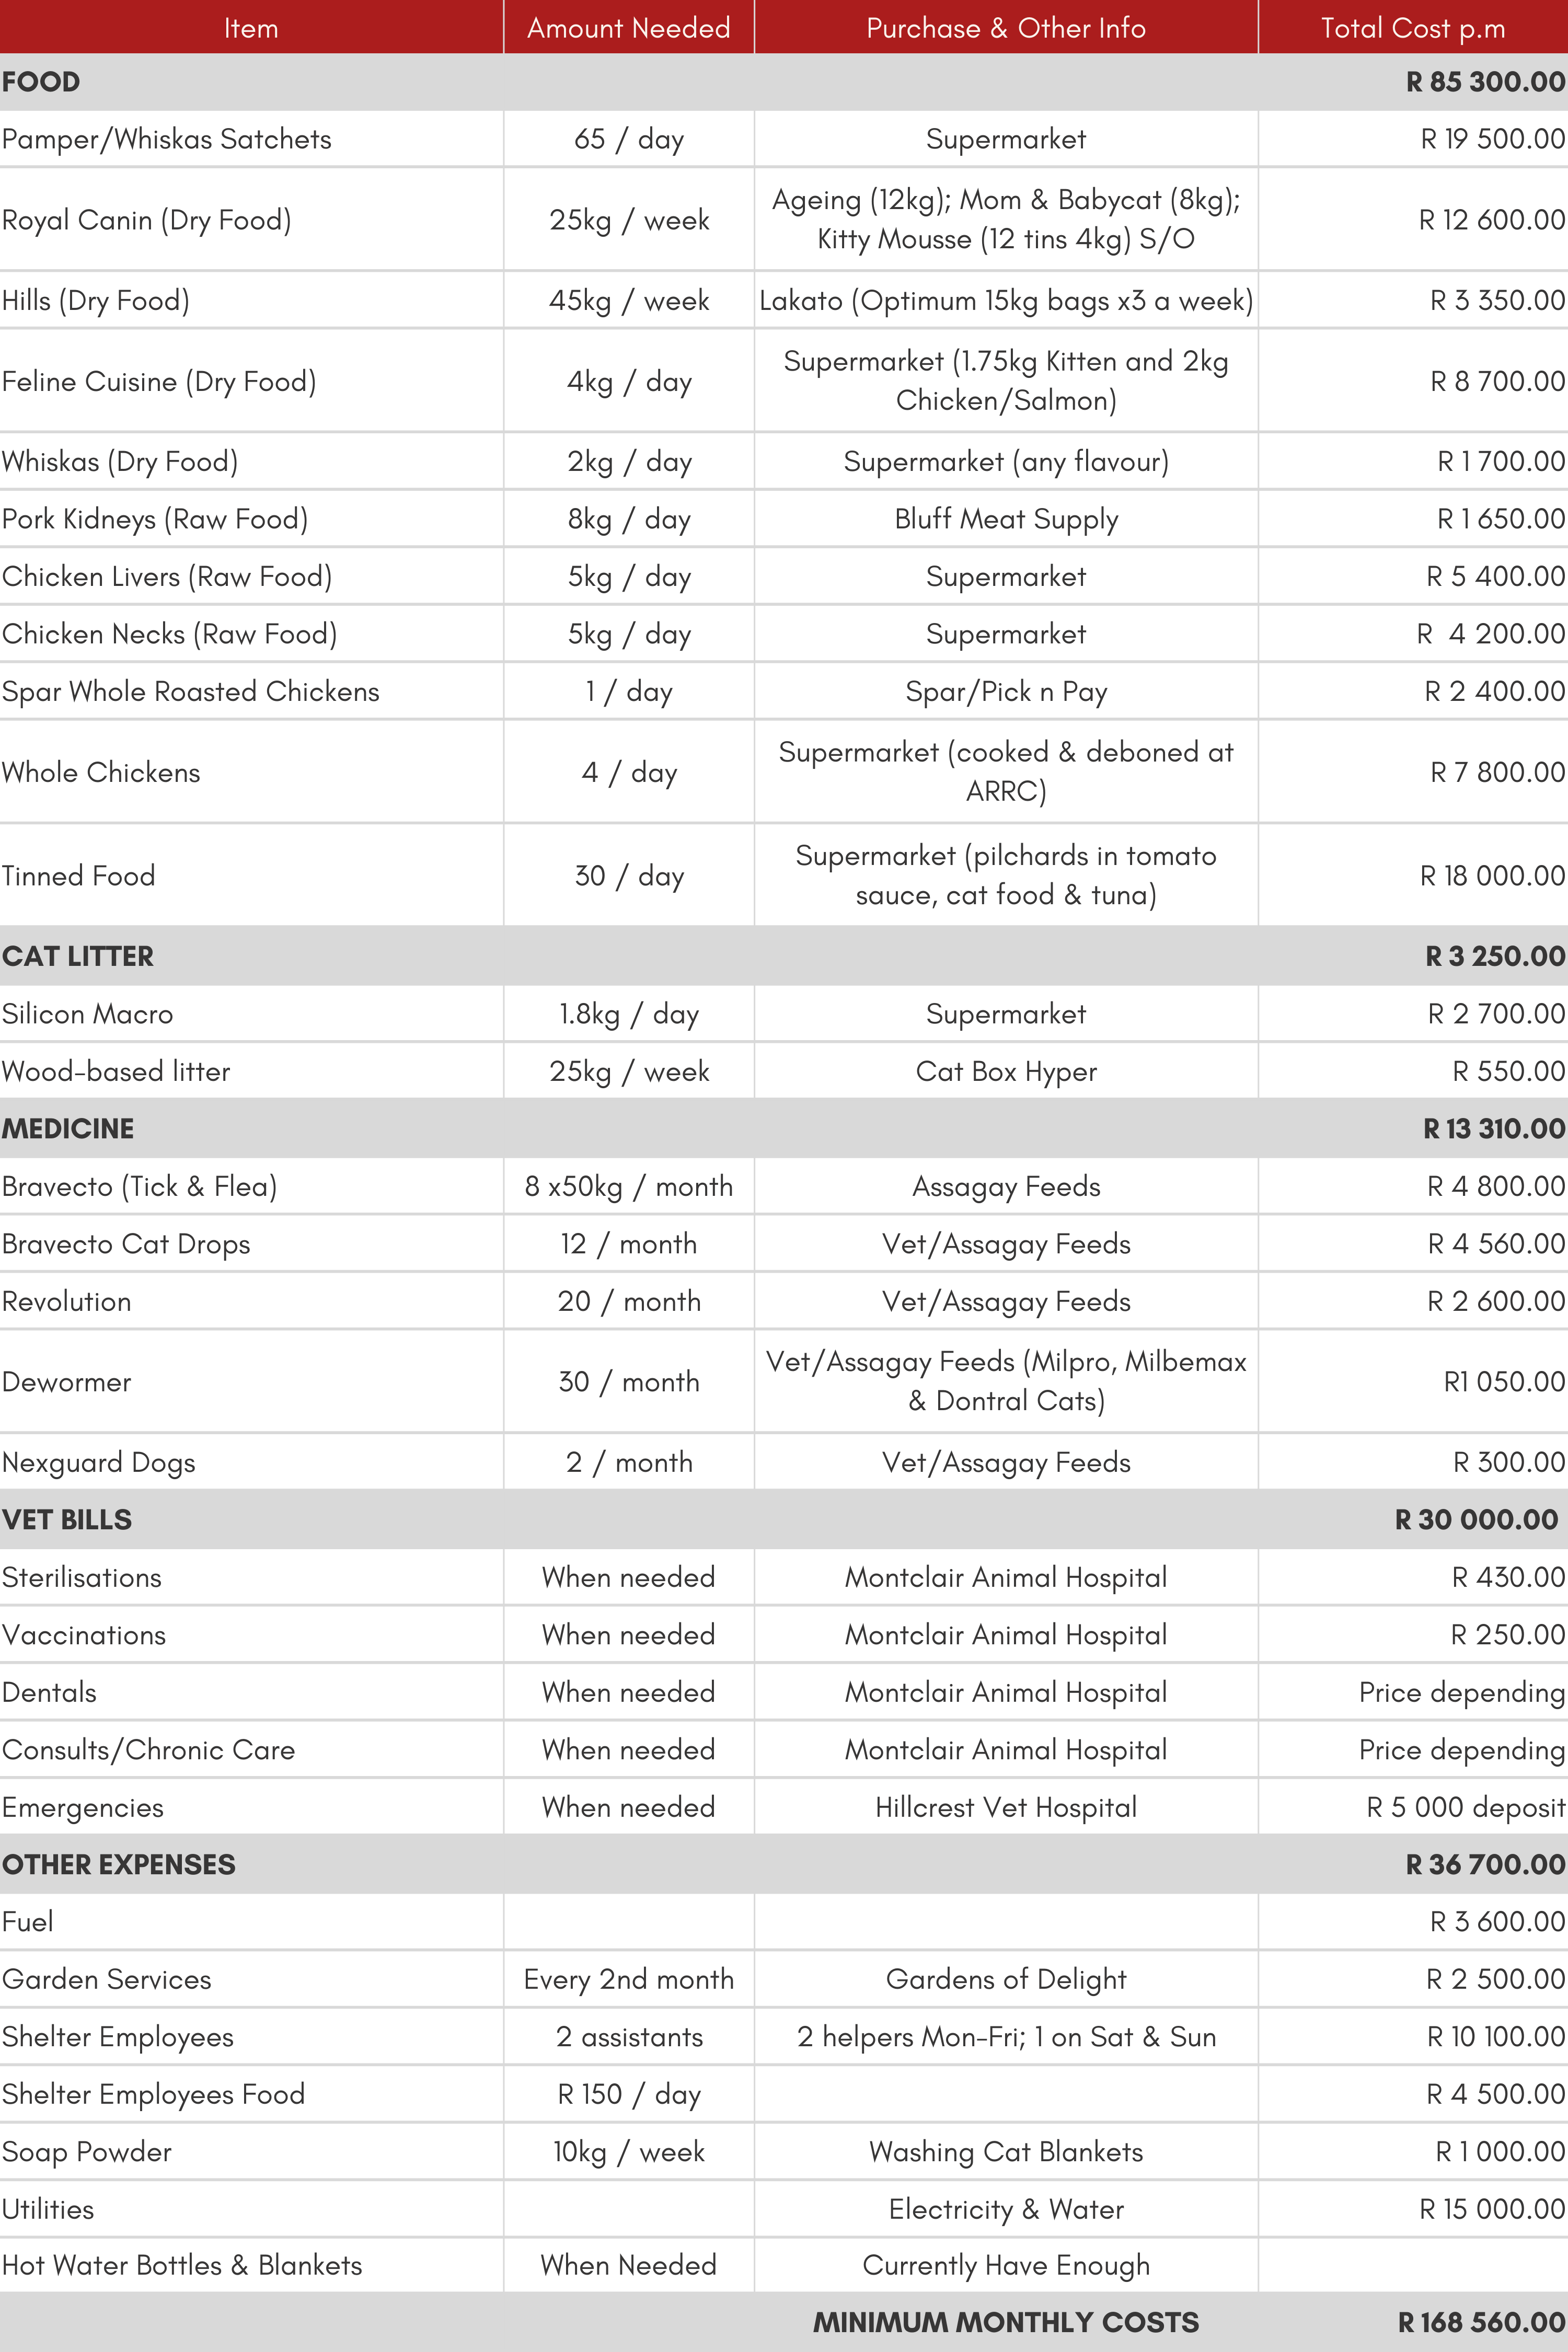 Item Amount Needed Purchase & Other Info Total Cost p.m
FOOD R 85 300.00
Pamper/Whiskas Satchets 65 / day Supermarket R 19 500.00
Royal Canin (Dry Food) 25kg / week Ageing (12kg); Mom & Babycat (8kg);
Kitty Mousse (12 tins 4kg) S/O R 12 600.00
Hills (Dry Food) 45kg / week Lakato (Optimum 15kg bags x3 a week) R 3 350.00
Feline Cuisine (Dry Food) 4kg / day Supermarket (1.75kg Kitten and 2kg
Chicken/Salmon) R 8 700.00
Whiskas (Dry Food) 2kg / day Supermarket (any flavour) R 1 700.00
Pork Kidneys (Raw Food) 8kg / day Bluff Meat Supply R 1 650.00
Chicken Livers (Raw Food) 5kg / day Supermarket R 5 400.00
Chicken Necks (Raw Food) 5kg / day Supermarket R 4 200.00
Spar Whole Roasted Chickens 1 / day Spar/Pick n Pay R 2 400.00
Whole Chickens 4 / day Supermarket (cooked & deboned at
ARRC) R 7 800.00
Tinned Food 30 / day Supermarket (pilchards in tomato
sauce, cat food & tuna) R 18 000.00
CAT LITTER R 3 250.00
Silicon Macro 1.8kg / day Supermarket R 2 700.00
Wood-based litter 25kg / week Cat Box Hyper R 550.00
MEDICINE R 13 310.00
Bravecto (Tick & Flea) 8 x50kg / month Assagay Feeds R 4 800.00
Bravecto Cat Drops 12 / month Vet/Assagay Feeds R 4 560.00
Revolution 20 / month Vet/Assagay Feeds R 2 600.00
Dewormer 30 / month Vet/Assagay Feeds (Milpro, Milbemax
& Dontral Cats) R1 050.00
Nexguard Dogs 2 / month Vet/Assagay Feeds R 300.00
VET BILLS R 30 000.00
Sterilisations When needed Montclair Animal Hospital R 430.00
Vaccinations When needed Montclair Animal Hospital R 250.00
Dentals When needed Montclair Animal Hospital Price depending
Consults/Chronic Care When needed Montclair Animal Hospital Price depending
Emergencies When needed Hillcrest Vet Hospital R 5 000 deposit
OTHER EXPENSES R 36 700.00
Fuel R 3 600.00
Garden Services Every 2nd month Gardens of Delight R 2 500.00
Shelter Employees 2 assistants 2 helpers Mon-Fri; 1 on Sat & Sun R 10 100.00
Shelter Employees Food R 150 / day R 4 500.00
Soap Powder 10kg / week Washing Cat Blankets R 1 000.00
Utilities Electricity & Water R 15 000.00
Hot Water Bottles & Blankets When Needed Currently Have Enough
MINIMUM MONTHLY COSTS R 168 560.00